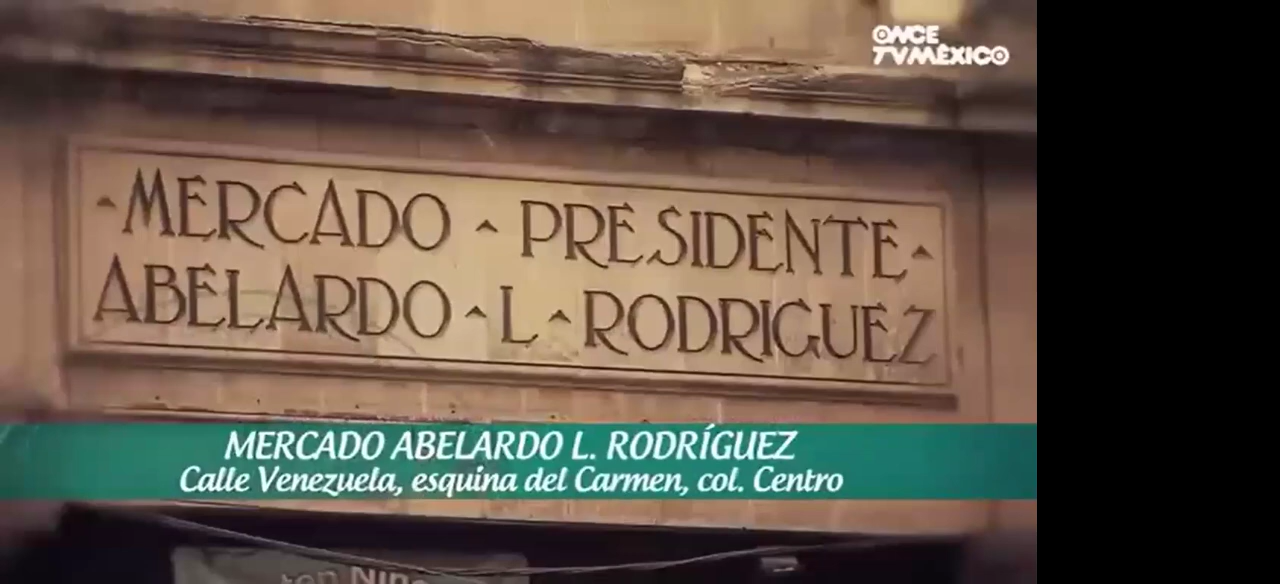 ONCE
TV MÉXICO
MERCADO PRESIDENTE
ABELARDO L RODRIGUEZ
MERCADO ABELARDO L. RODRÍGUEZ
Calle Venezuela, esquina del Carmen, col. Centro